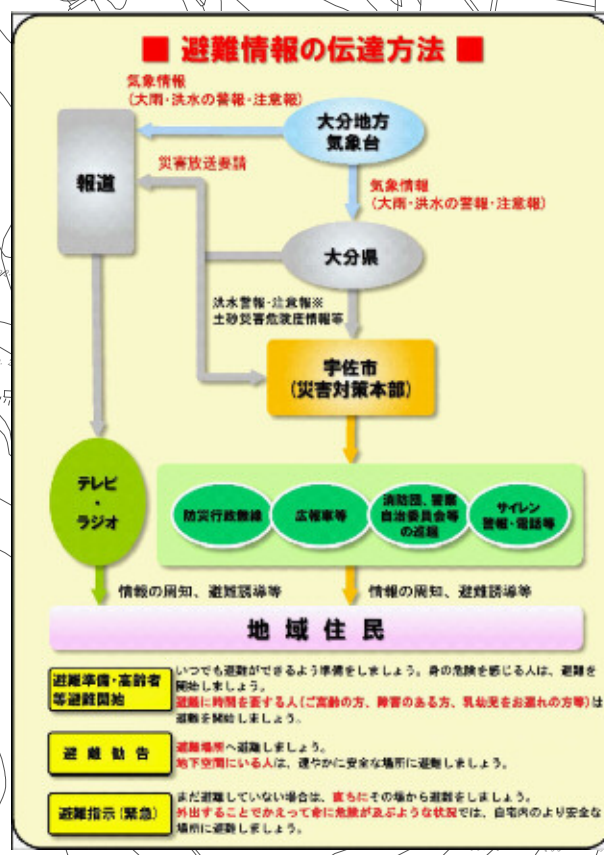 ■ 避難情報の伝達方法 ■
気象情報
(大雨・洪水の警報・注意報)
大分地方
気象台
報道
災害放送要請
気象情報
(大雨・洪水の警報・注意報)
大分県
洪水警報・注意報※
土砂災害危険度情報等
宇佐市
(災害対策本部)
テレビ
・
ラジオ
防災行政無線
広報車等
消防団、警察
自治委員会等
の巡回
サイレン
警報・電話等
情報の周知、避難誘導等
情報の周知、避難誘導等
地域住民
避難準備・高齢者
等避難開始
いつでも避難ができるよう準備をしましょう。身の危険を感じる人は、避難を
開始しましょう。
避難に時間を要する人(ご高齢の方、障害のある方、乳幼児をお連れの方等)は
避難を開始しましょう。
避難勧告
避難場所へ避難しましょう。
地下空間にいる人は、速やかに安全な場所に避難しましょう。
避難指示(緊急)
まだ避難していない場合は、直ちにその場から避難をしましょう。
外出することでかえって命に危険が及ぶような状況では、自宅内のより安全な
場所に避難しましょう。